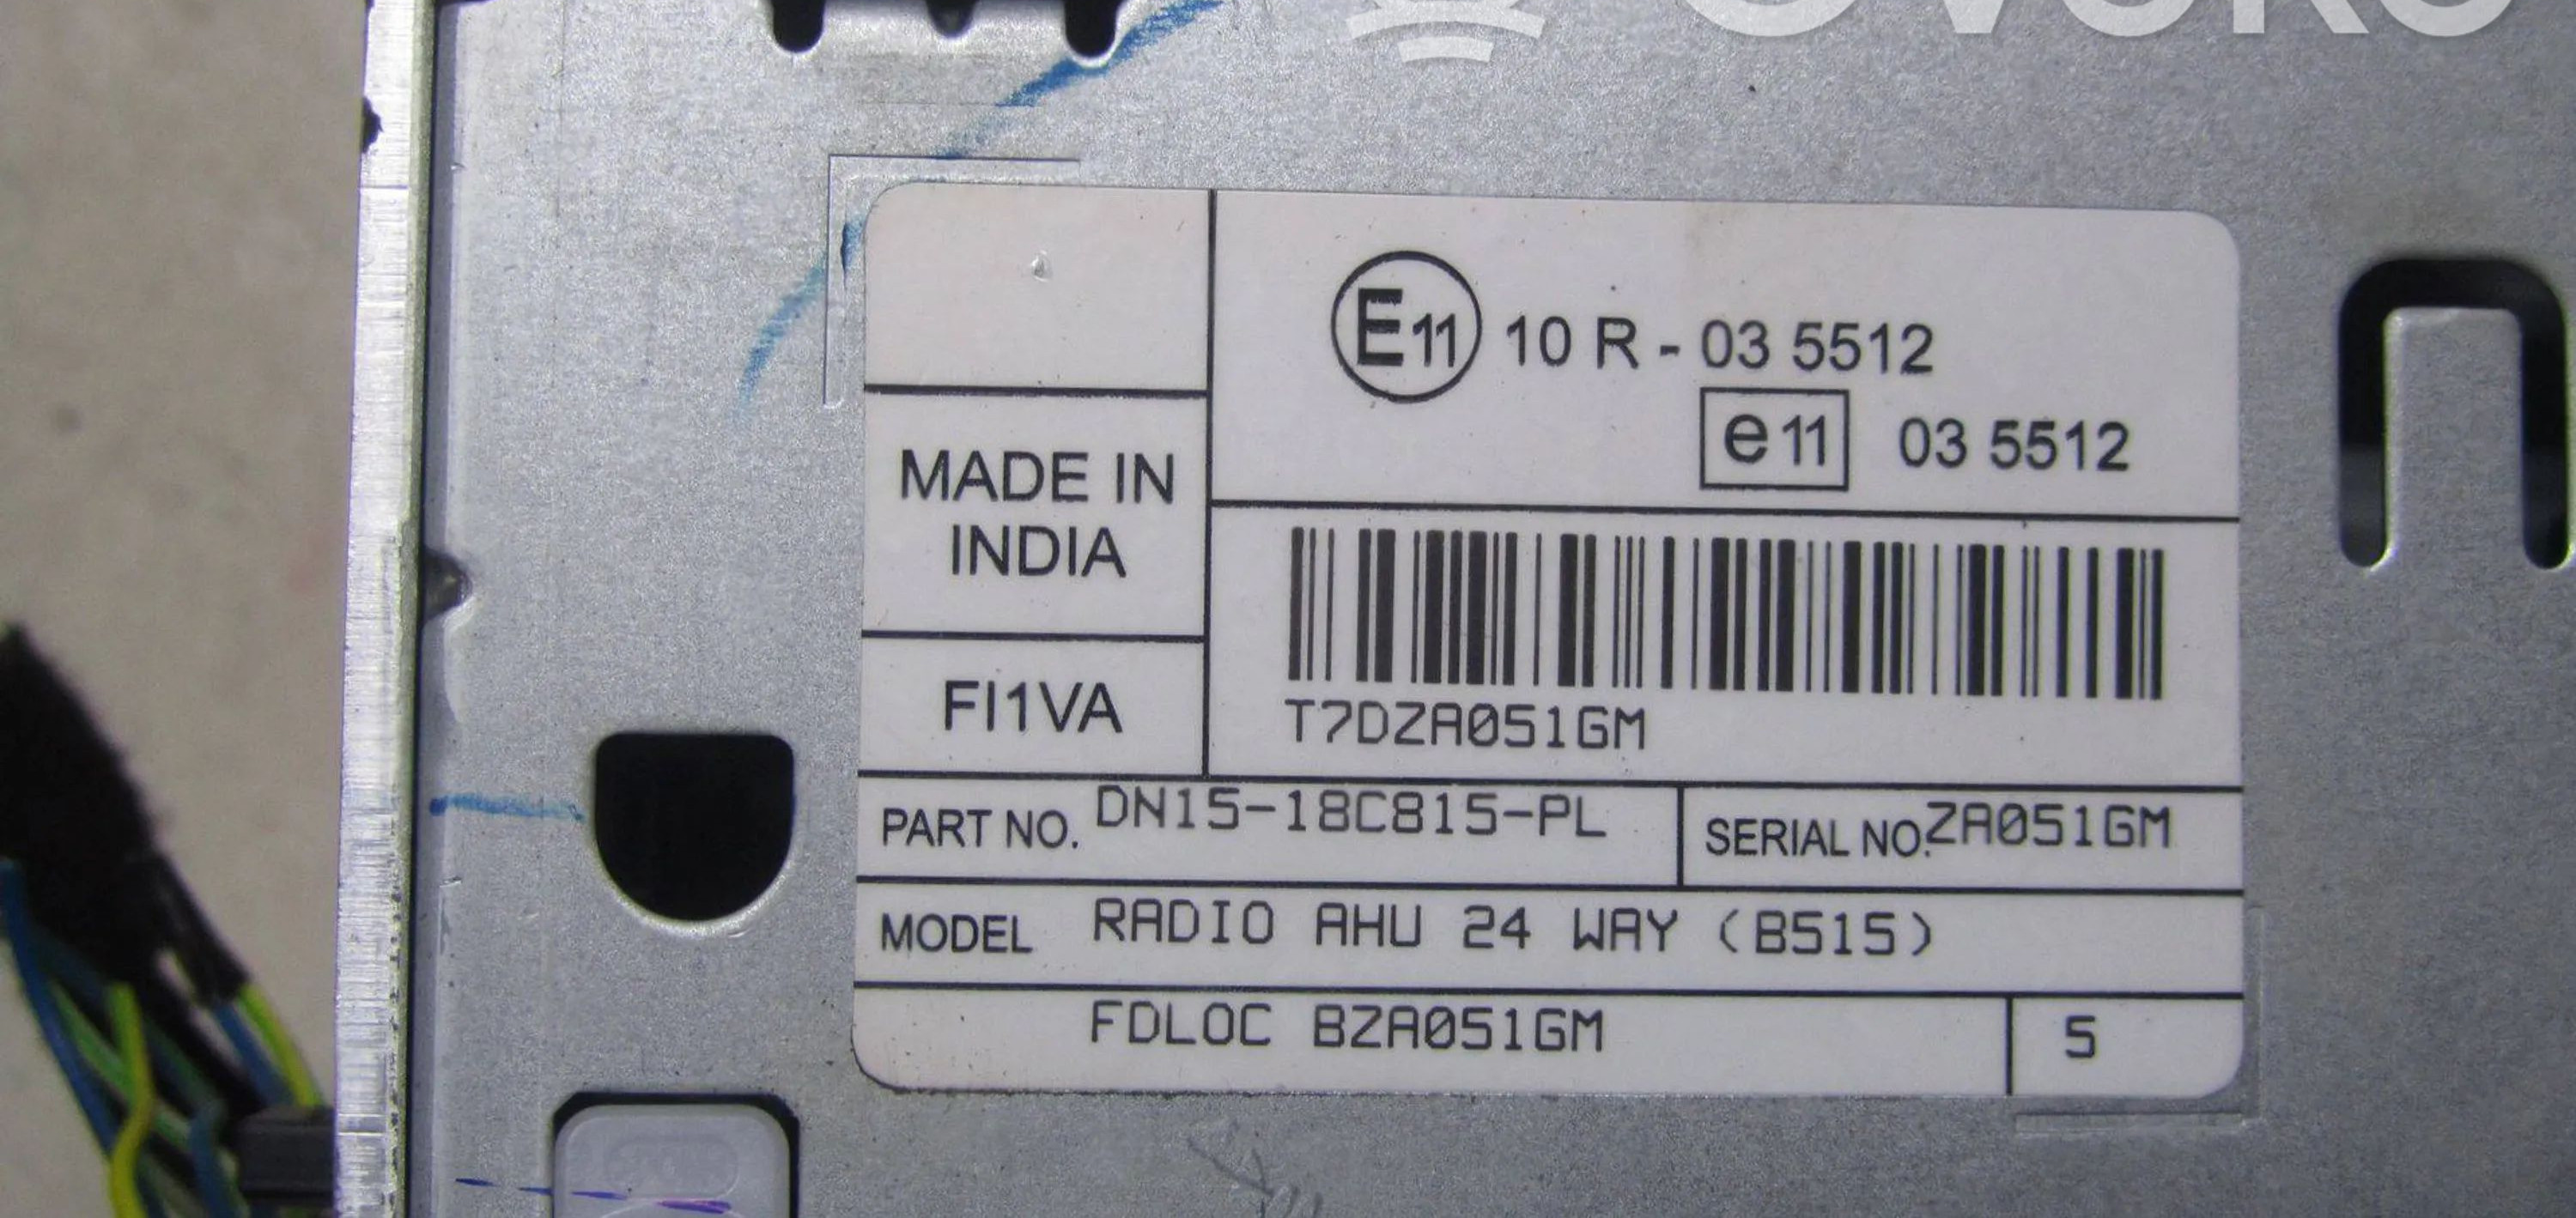 E11 10 R - 03 5512
e11 03 5512
MADE IN
INDIA
FI1VA
T7DZA051GM
PART NO. DN15-18C815-PL SERIAL NO. ZA051GM
MODEL RADIO AHU 24 WAY (B515)
FDLOC BZA051GM 5